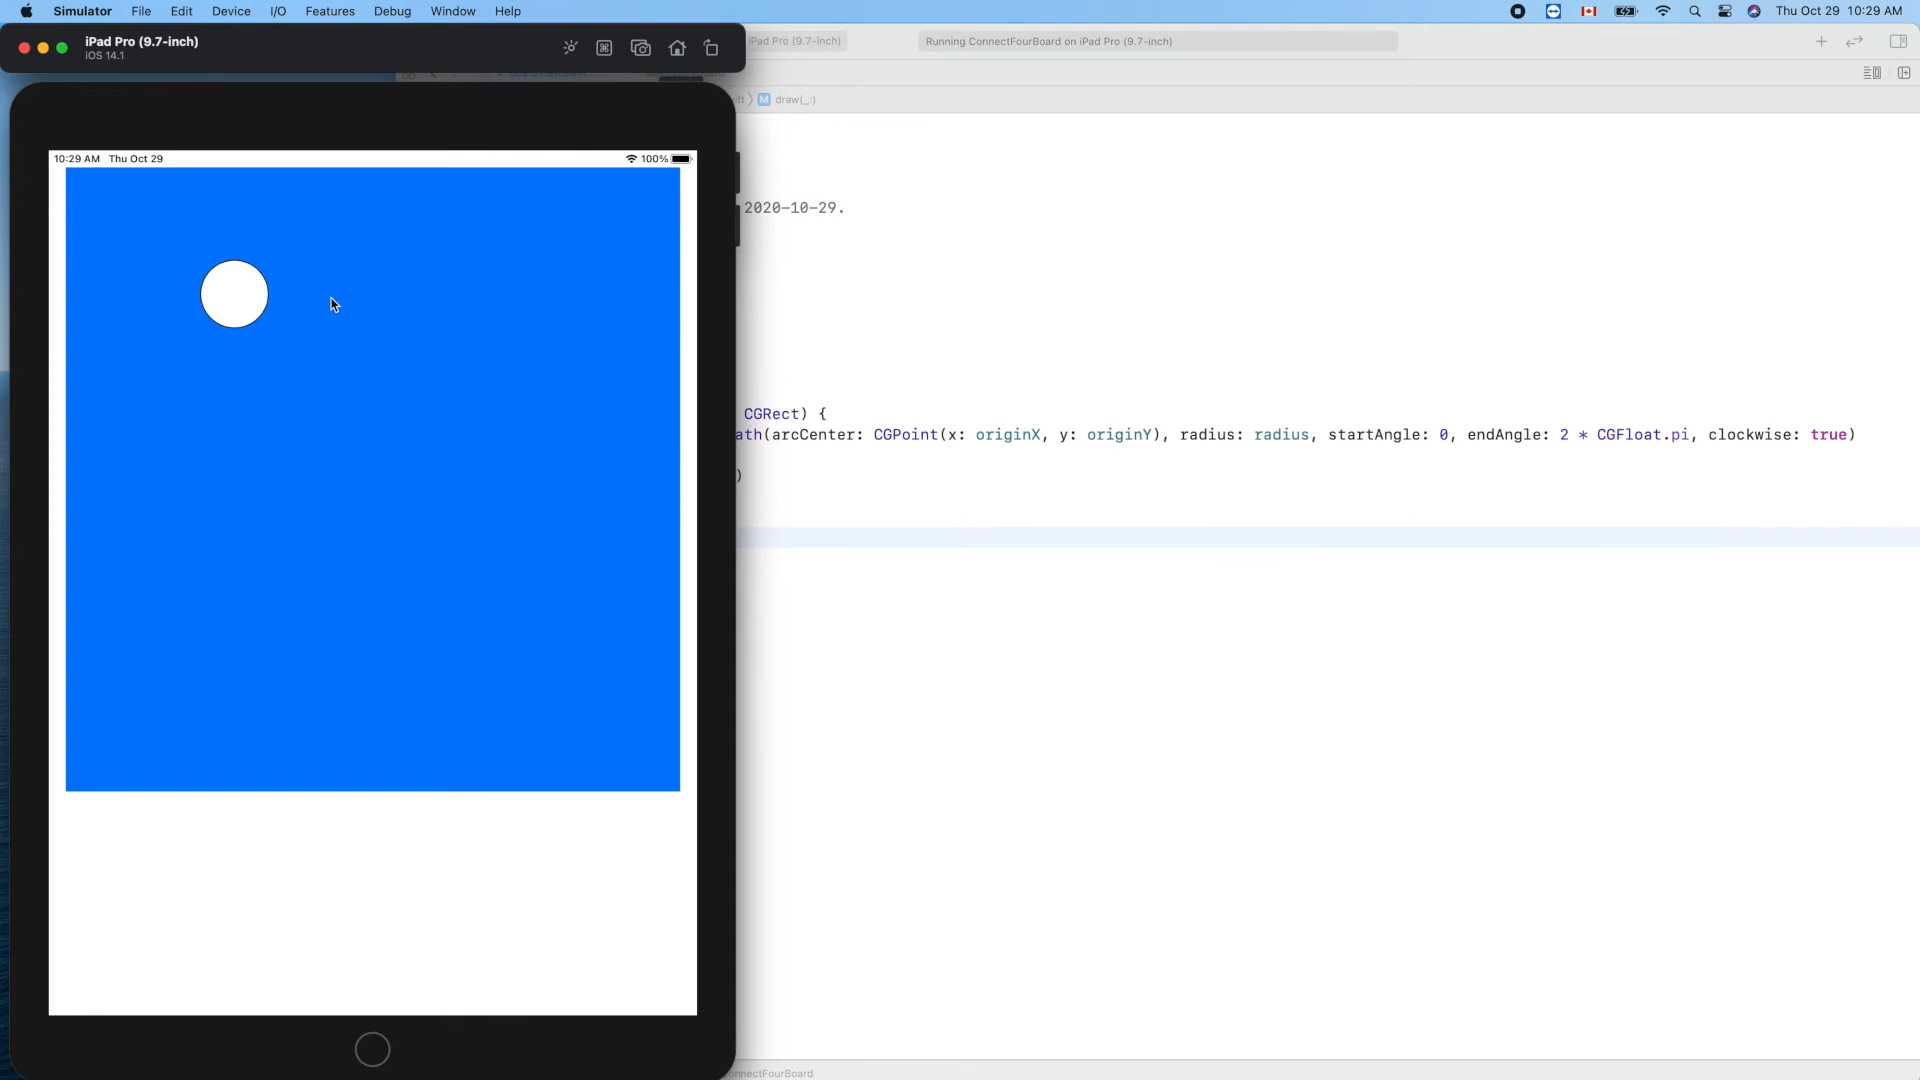 Simulator File Edit Device I/O Features Debug Window Help Thu Oct 29 10:29 AM
iPad Pro (9.7-inch)
iOS 14.1
iPad Pro (9.7-inch) Running ConnectFourBoard on iPad Pro (9.7-inch)
draw(_:)
10:29 AM Thu Oct 29 100%
2020-10-29.
CGRect) {
ath(arcCenter: CGPoint(x: originX, y: originY), radius: radius, startAngle: 0, endAngle: 2 * CGFloat.pi, clockwise: true)
)
onnectFourBoard